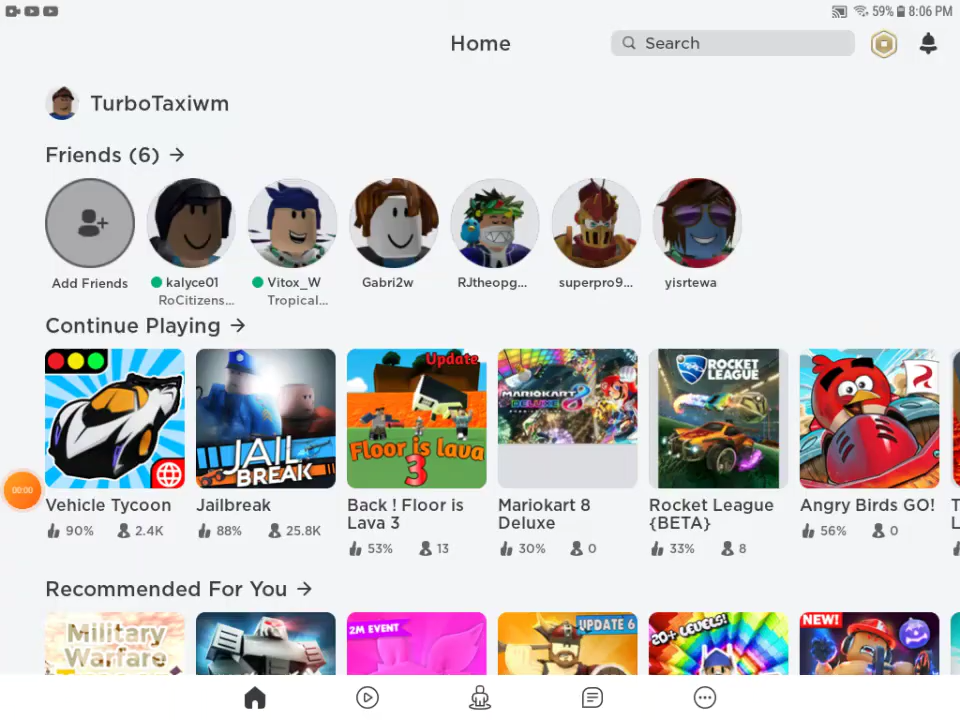 59% 8:06 PM
Home
Search
TurboTaxiwm
Friends (6) →
Add Friends
kalyce01
RoCitizens...
Vitox_W
Tropical...
Gabri2w
RJtheopg...
superpro9...
yisrtewa
Continue Playing →
JAIL
BREAK
Update
Floor is lava
3
MARIOKART 8
DELUXE
ROCKET
LEAGUE
00:00
Vehicle Tycoon
90% 2.4K
Jailbreak
88% 25.8K
Back ! Floor is
Lava 3
53% 13
Mariokart 8
Deluxe
30% 0
Rocket League
{BETA}
33% 8
Angry Birds GO!
56% 0
T
L
Recommended For You →
Military
Warfare
2M EVENT
UPDATE 6
20+ LEVELS!
NEW!